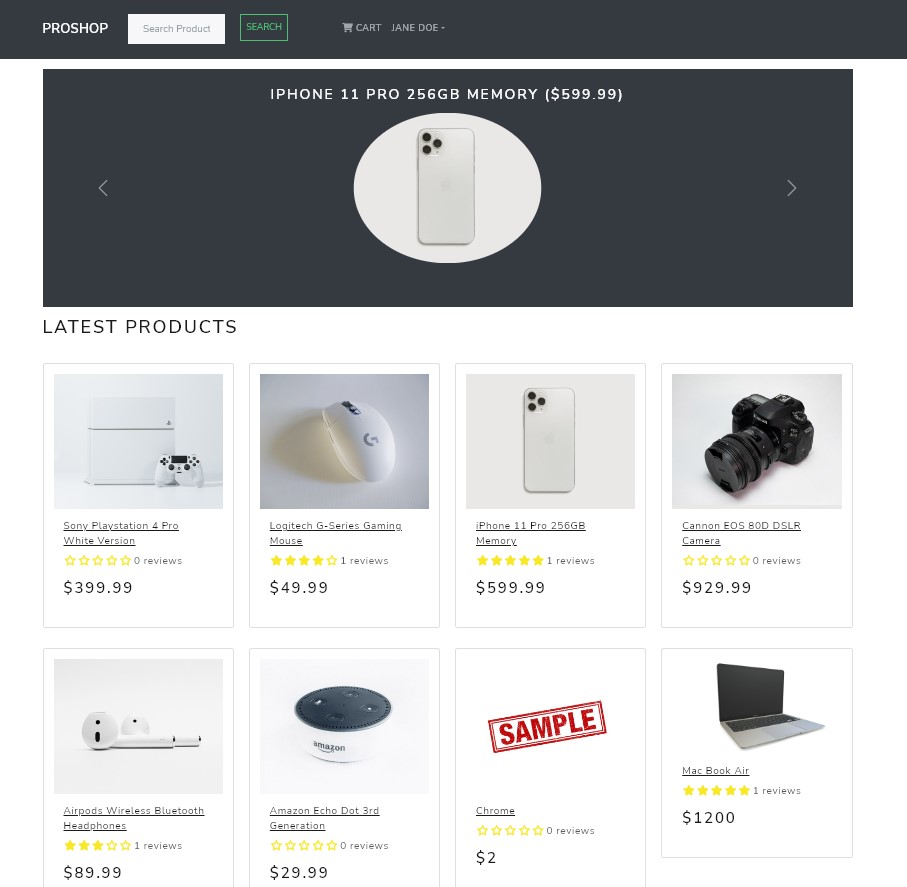 PROSHOP
Search Product
SEARCH
CART
JANE DOE
IPHONE 11 PRO 256GB MEMORY ($599.99)
LATEST PRODUCTS
Sony Playstation 4 Pro
White Version
0 reviews
$399.99
Logitech G-Series Gaming
Mouse
1 reviews
$49.99
iPhone 11 Pro 256GB
Memory
1 reviews
$599.99
Cannon EOS 80D DSLR
Camera
0 reviews
$929.99
Airpods Wireless Bluetooth
Headphones
1 reviews
$89.99
amazon
Amazon Echo Dot 3rd
Generation
0 reviews
$29.99
SAMPLE
Chrome
0 reviews
$2
Mac Book Air
1 reviews
$1200